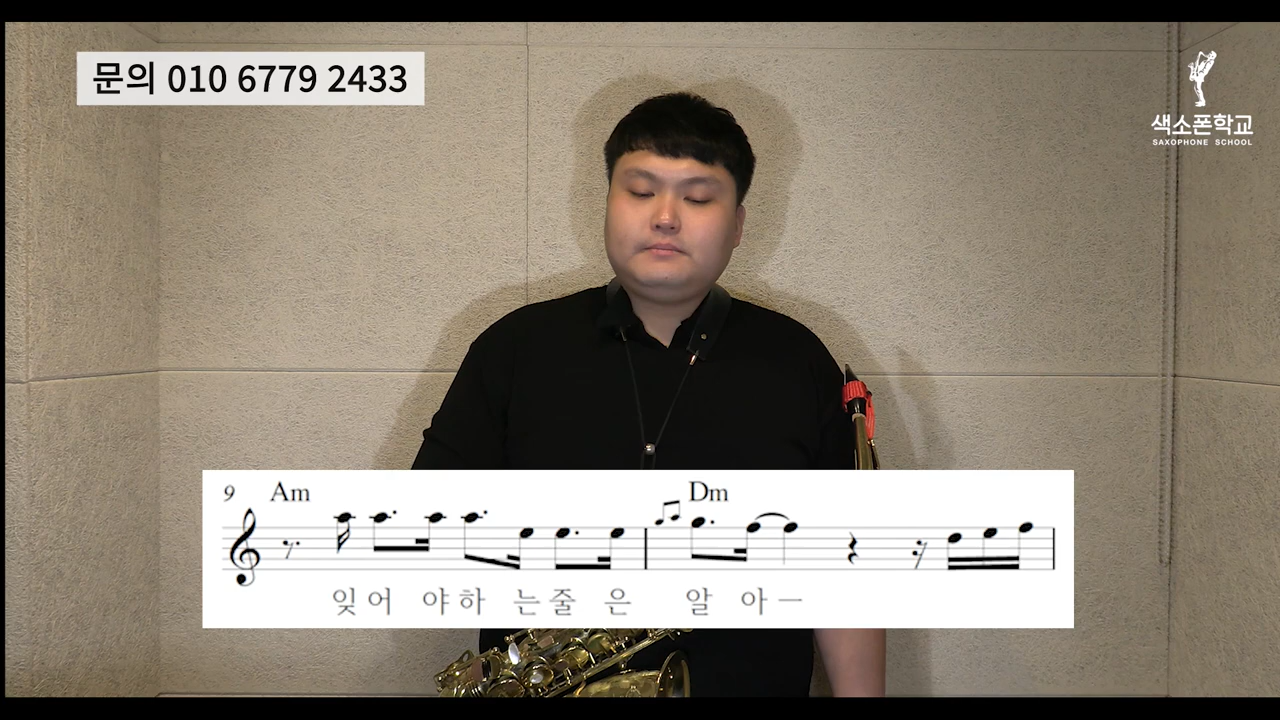 문의 010 6779 2433
색소폰학교
SAXOPHONE SCHOOL
9 Am Dm
잊어 야하 는줄 은 알 아ー